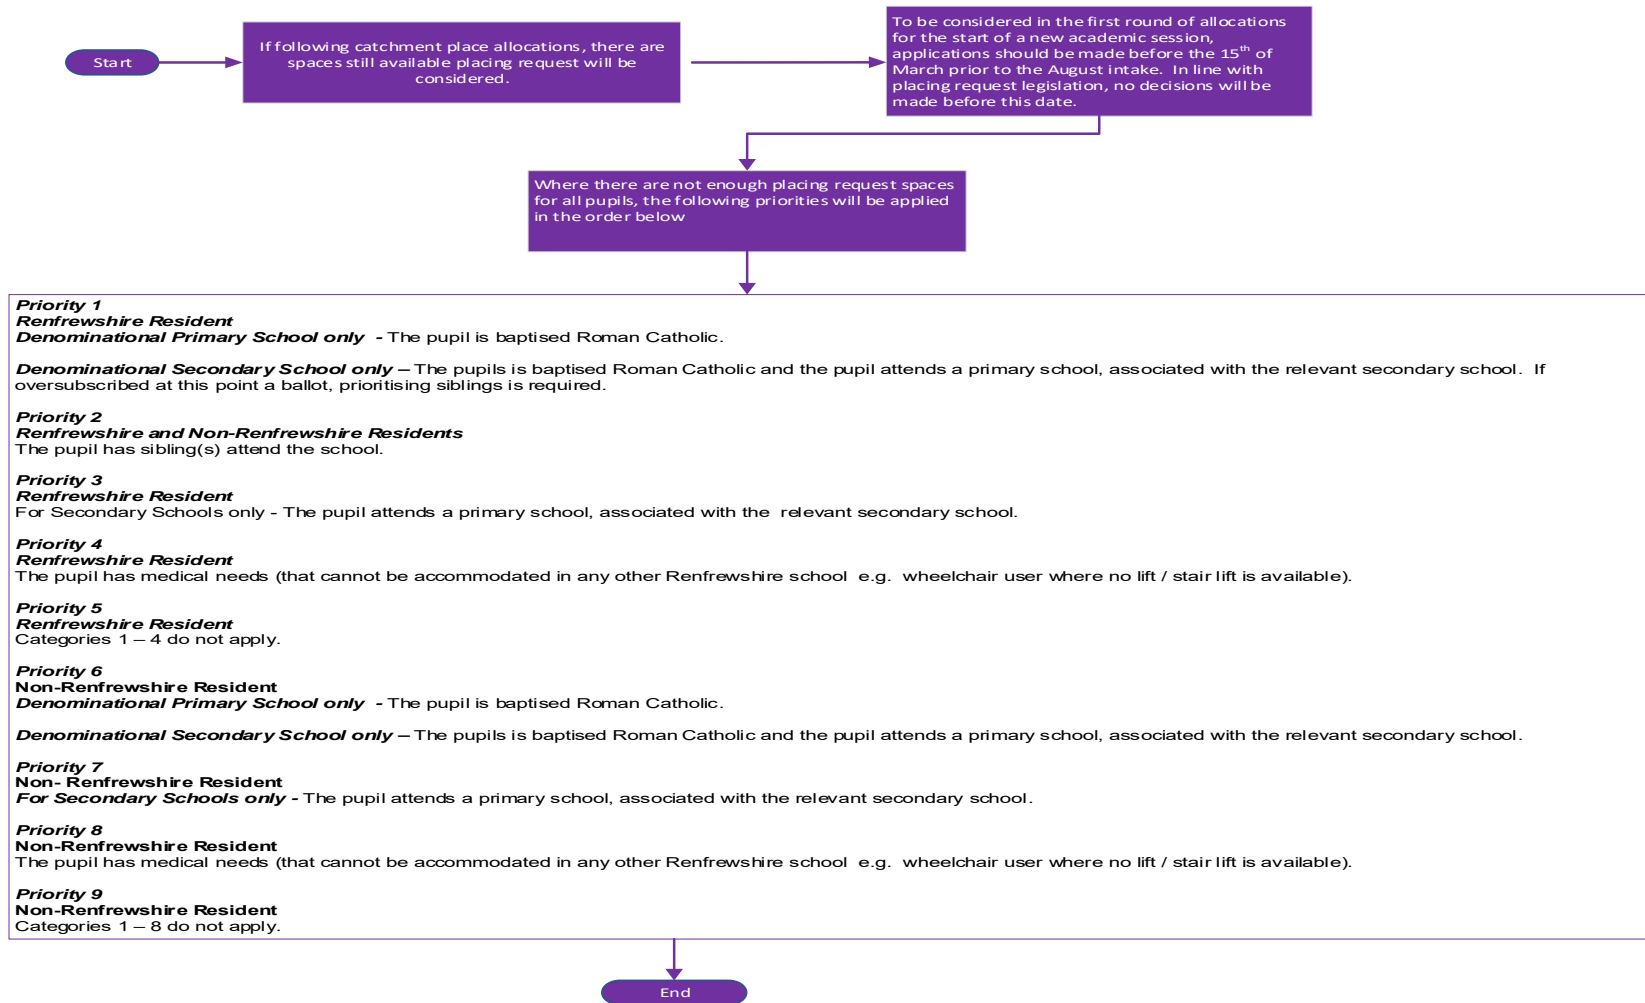 Start
If following catchment place allocations, there are
spaces still available placing request will be
considered.
To be considered in the first round of allocations
for the start of a new academic session,
applications should be made before the 15th of
March prior to the August intake. In line with
placing request legislation, no decisions will be
made before this date.
Where there are not enough placing request spaces
for all pupils, the following priorities will be applied
in the order below
Priority 1
Renfrewshire Resident
Denominational Primary School only - The pupil is baptised Roman Catholic.
Denominational Secondary School only – The pupils is baptised Roman Catholic and the pupil attends a primary school, associated with the relevant secondary school. If
oversubscribed at this point a ballot, prioritising siblings is required.
Priority 2
Renfrewshire and Non-Renfrewshire Residents
The pupil has sibling(s) attend the school.
Priority 3
Renfrewshire Resident
For Secondary Schools only - The pupil attends a primary school, associated with the relevant secondary school.
Priority 4
Renfrewshire Resident
The pupil has medical needs (that cannot be accommodated in any other Renfrewshire school e.g. wheelchair user where no lift / stair lift is available).
Priority 5
Renfrewshire Resident
Categories 1 – 4 do not apply.
Priority 6
Non-Renfrewshire Resident
Denominational Primary School only - The pupil is baptised Roman Catholic.
Denominational Secondary School only – The pupils is baptised Roman Catholic and the pupil attends a primary school, associated with the relevant secondary school.
Priority 7
Non- Renfrewshire Resident
For Secondary Schools only - The pupil attends a primary school, associated with the relevant secondary school.
Priority 8
Non-Renfrewshire Resident
The pupil has medical needs (that cannot be accommodated in any other Renfrewshire school e.g. wheelchair user where no lift / stair lift is available).
Priority 9
Non-Renfrewshire Resident
Categories 1 – 8 do not apply.
End